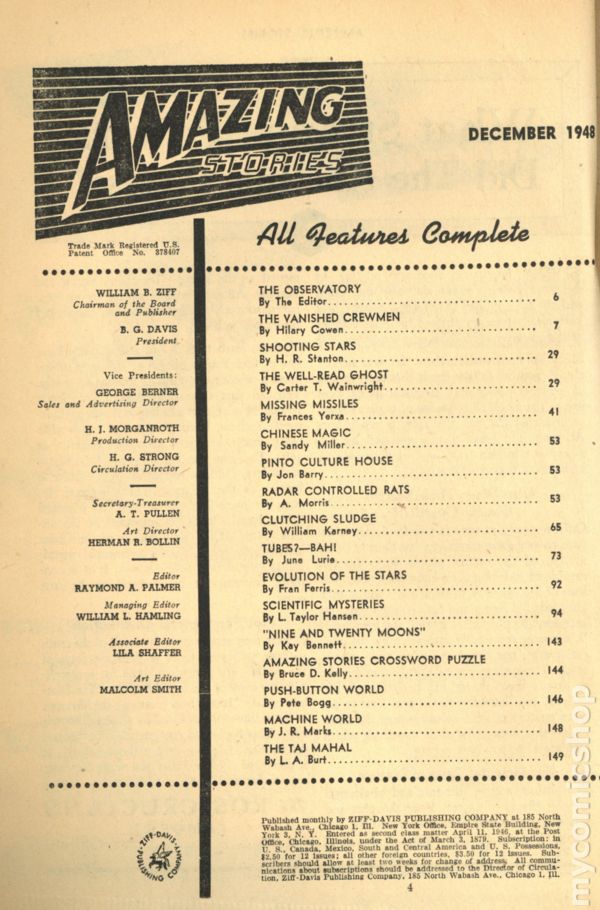 AMAZING
STORIES
DECEMBER 1948
Trade Mark Registered U.S.
Patent Office No. 378407
All Features Complete
WILLIAM B. ZIFF
Chairman of the Board
and Publisher
B. G. DAVIS
President
Vice Presidents:
GEORGE BERNER
Sales and Advertising Director
H. J. MORGANROTH
Production Director
H. G. STRONG
Circulation Director
Secretary-Treasurer
A. T. PULLEN
Art Director
HERMAN R. BOLLIN
Editor
RAYMOND A. PALMER
Managing Editor
WILLIAM L. HAMLING
Associate Editor
LILA SHAFFER
Art Editor
MALCOLM SMITH
THE OBSERVATORY
By The Editor........................................ 6
THE VANISHED CREWMEN
By Hilary Cowen........................................ 7
SHOOTING STARS
By H. R. Stanton........................................ 29
THE WELL-READ GHOST
By Carter T. Wainwright........................................ 29
MISSING MISSILES
By Frances Yerxa........................................ 41
CHINESE MAGIC
By Sandy Miller........................................ 53
PINTO CULTURE HOUSE
By Jon Barry........................................ 53
RADAR CONTROLLED RATS
By A. Morris........................................ 53
CLUTCHING SLUDGE
By William Karney........................................ 65
TUBES?—BAH!
By June Lurie........................................ 73
EVOLUTION OF THE STARS
By Fran Ferris........................................ 92
SCIENTIFIC MYSTERIES
By L. Taylor Hansen........................................ 94
"NINE AND TWENTY MOONS"
By Kay Bennett........................................ 143
AMAZING STORIES CROSSWORD PUZZLE
By Bruce D. Kelly........................................ 144
PUSH-BUTTON WORLD
By Pete Bogg........................................ 146
MACHINE WORLD
By J. R. Marks........................................ 148
THE TAJ MAHAL
By L. A. Burt........................................ 149
ZIFF-DAVIS
PUBLISHING COMPANY
Published monthly by ZIFF-DAVIS PUBLISHING COMPANY at 185 North
Wabash Ave., Chicago 1, Ill. New York Office, Empire State Building, New
York 3, N. Y. Entered as second class matter April 11, 1946, at the Post
Office, Chicago, Illinois, under the Act of March 3, 1879. Subscription: in
U. S., Canada, Mexico, South and Central America and U. S. Possessions,
$2.50 for 12 issues; all other foreign countries, $3.50 for 12 issues. Sub-
scribers should allow at least two weeks for change of address. All commu-
nications about subscriptions should be addressed to the Director of Circula-
tion, Ziff-Davis Publishing Company, 185 North Wabash Ave., Chicago 1, Ill.
4
mycomicshop